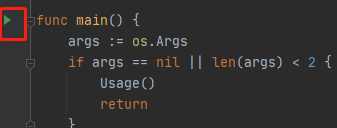 func main() {
args := os.Args
if args == nil || len(args) < 2 {
Usage()
return
}